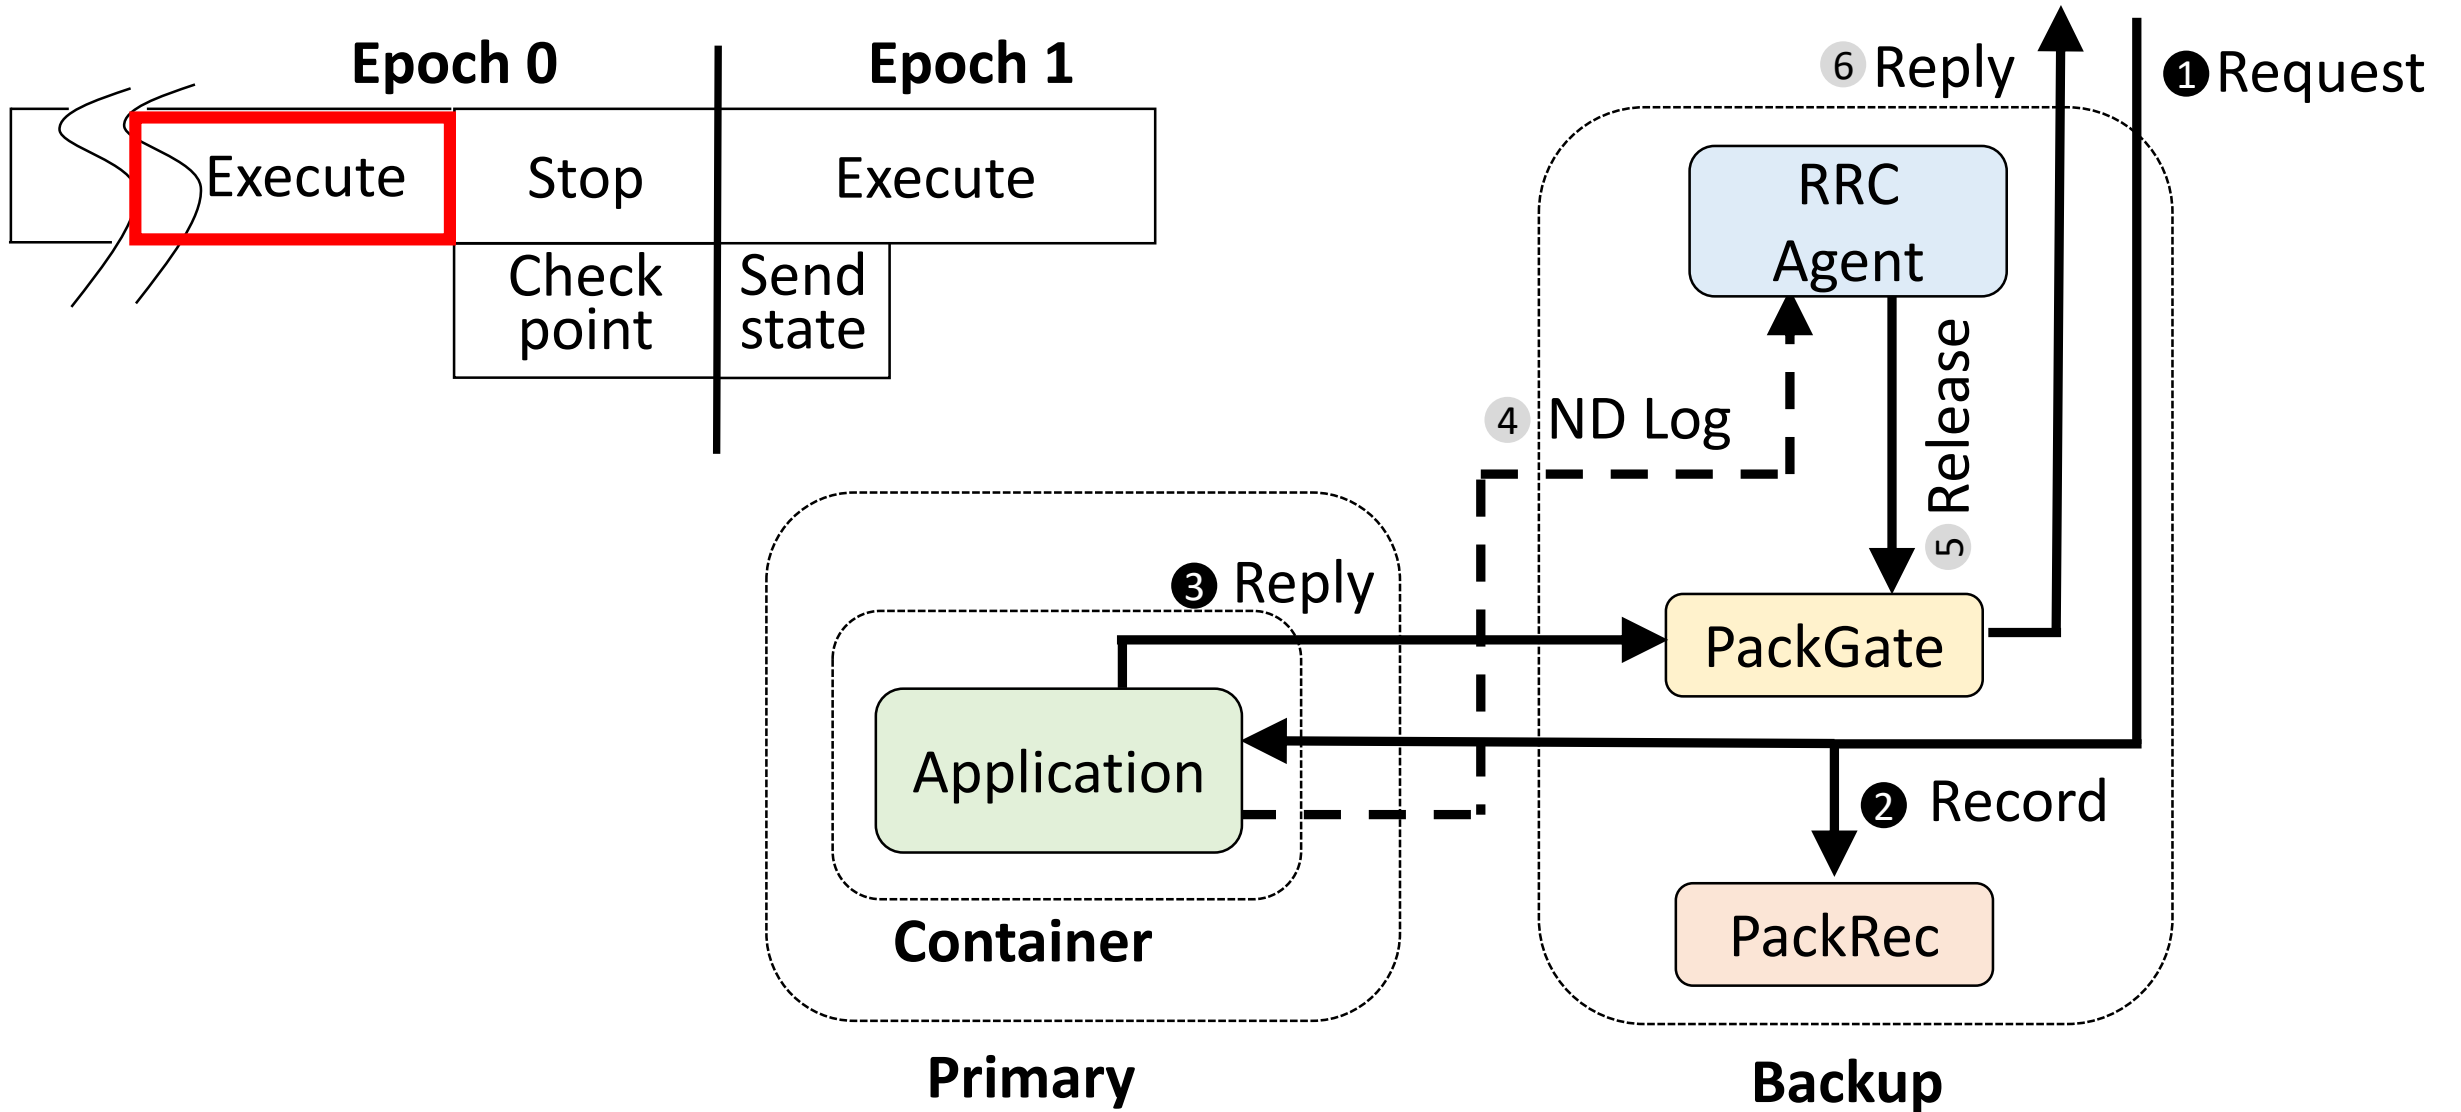 Epoch 0
Epoch 1
Execute
Stop
Execute
Check
point
Send
state
6 Reply
1 Request
RRC
Agent
4 ND Log
5 Release
3 Reply
PackGate
Application
2 Record
PackRec
Container
Primary
Backup